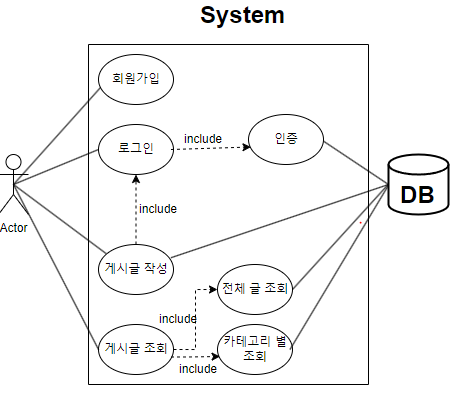 System
회원가입
로그인
include
인증
include
Actor
DB
게시글 작성
전체 글 조회
include
게시글 조회
카테고리 별
조회
include